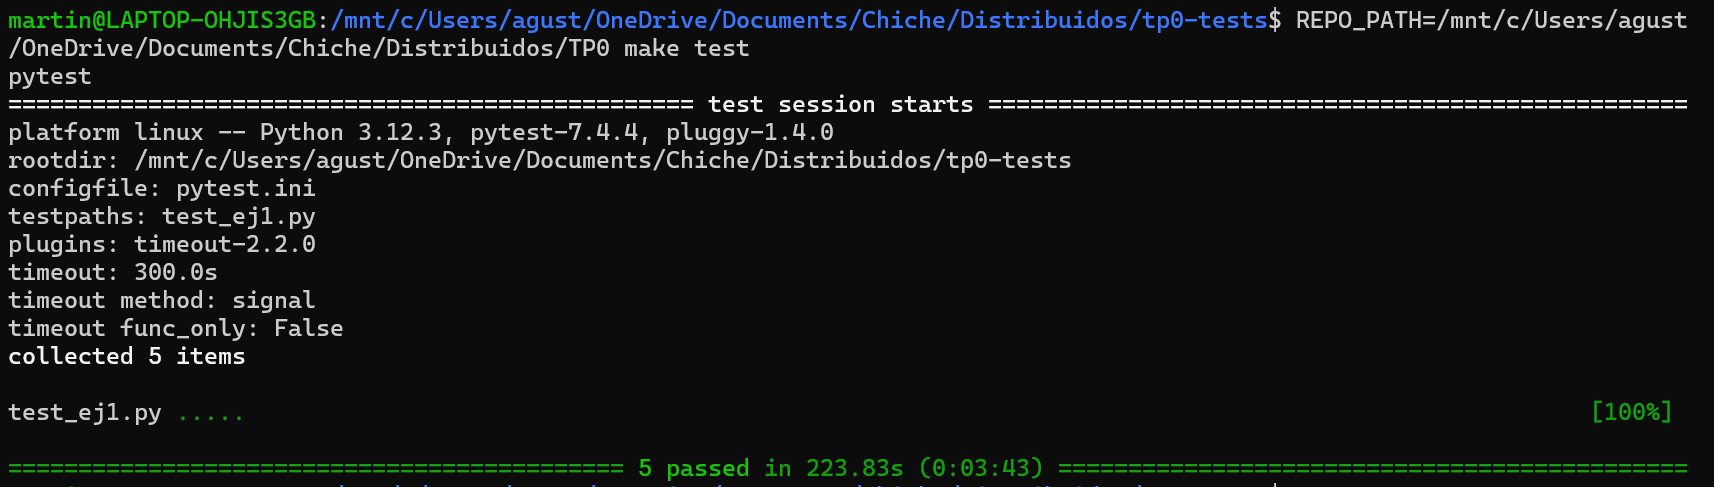 martin@LAPTOP-OHJIS3GB:/mnt/c/Users/agust/OneDrive/Documents/Chiche/Distribuidos/tp0-tests$ REPO_PATH=/mnt/c/Users/agust
/OneDrive/Documents/Chiche/Distribuidos/TP0 make test
pytest
================================================= test session starts ==================================================
platform linux -- Python 3.12.3, pytest-7.4.4, pluggy-1.4.0
rootdir: /mnt/c/Users/agust/OneDrive/Documents/Chiche/Distribuidos/tp0-tests
configfile: pytest.ini
testpaths: test_ej1.py
plugins: timeout-2.2.0
timeout: 300.0s
timeout method: signal
timeout func_only: False
collected 5 items
test_ej1.py ..... [100%]
============================================ 5 passed in 223.83s (0:03:43) =============================================